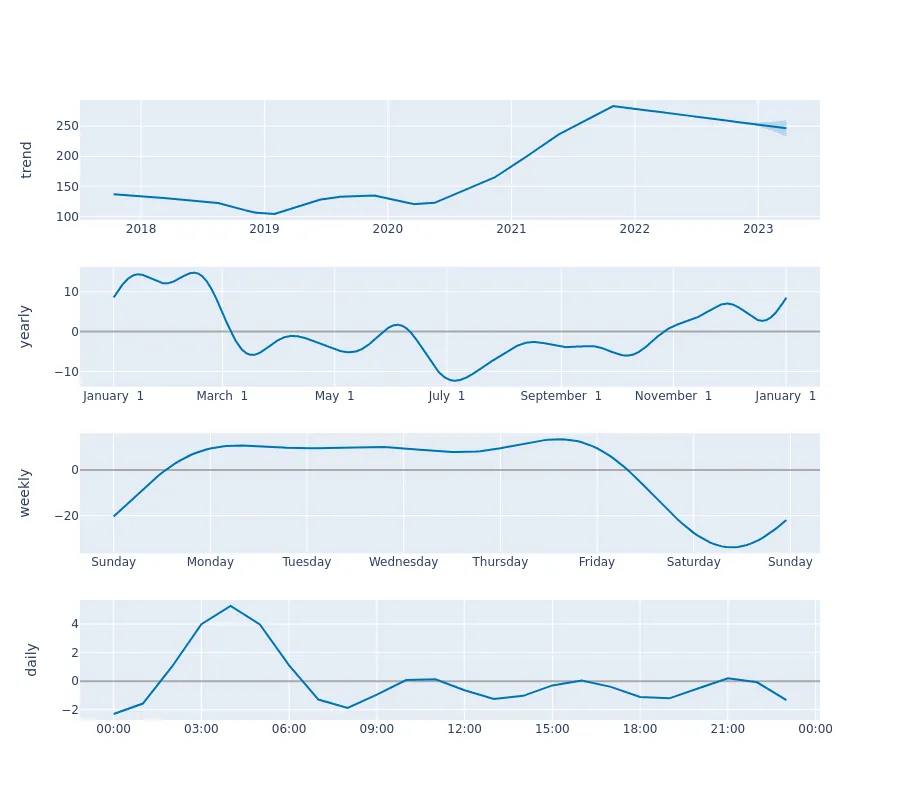 trend
250
200
150
100
2018 2019 2020 2021 2022 2023
yearly
10
0
−10
January 1 March 1 May 1 July 1 September 1 November 1 January 1
weekly
0
−20
Sunday Monday Tuesday Wednesday Thursday Friday Saturday Sunday
daily
4
2
0
−2
00:00 03:00 06:00 09:00 12:00 15:00 18:00 21:00 00:00